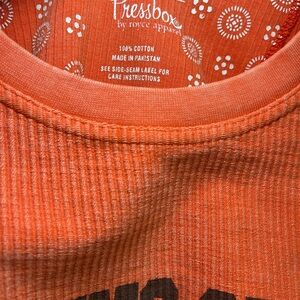 Pressbox
by royce apparel
100% COTTON
MADE IN PAKISTAN
SEE SIDE-SEAM LABEL FOR
CARE INSTRUCTIONS